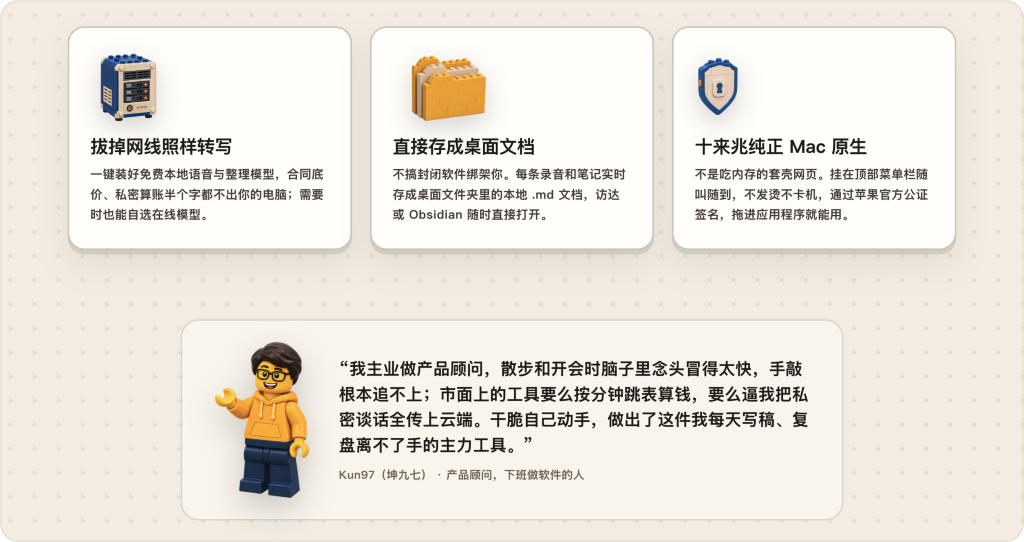 拔掉网线照样转写
一键装好免费本地语音与整理模型，合同底
价、私密算账半个字都不出你的电脑；需要
时也能自选在线模型。
直接存成桌面文档
不搞封闭软件绑架你。每条录音和笔记实时
存成桌面文件夹里的本地 .md 文档，访达
或 Obsidian 随时直接打开。
十来兆纯正 Mac 原生
不是吃内存的套壳网页。挂在顶部菜单栏随
叫随到，不发烫不卡机，通过苹果官方公证
签名，拖进应用程序就能用。
“我主业做产品顾问，散步和开会时脑子里念头冒得太快，手敲
根本追不上；市面上的工具要么按分钟跳表算钱，要么逼我把私
密谈话全传上云端。干脆自己动手，做出了这件我每天写稿、复
盘离不了手的主力工具。”
Kun97（坤九七） · 产品顾问，下班做软件的人